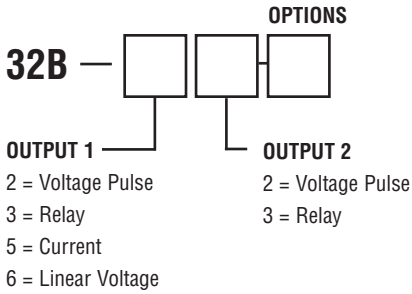 OPTIONS
32B — -
OUTPUT 1
2 = Voltage Pulse
3 = Relay
5 = Current
6 = Linear Voltage
OUTPUT 2
2 = Voltage Pulse
3 = Relay